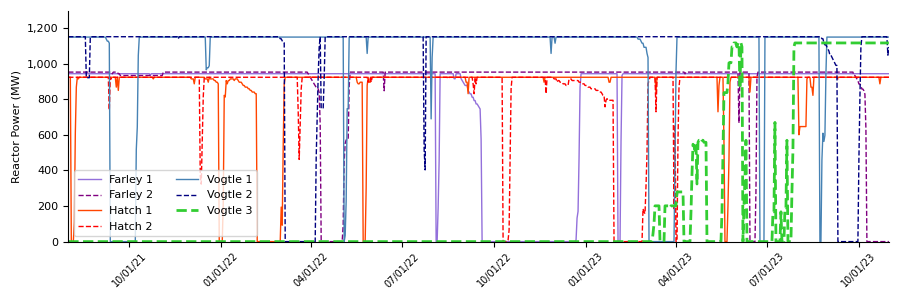 1,200
1,000
800
600
400
200
0
Reactor Power (MW)
Farley 1
Farley 2
Hatch 1
Hatch 2
Vogtle 1
Vogtle 2
Vogtle 3
10/01/21
01/01/22
04/01/22
07/01/22
10/01/22
01/01/23
04/01/23
07/01/23
10/01/23